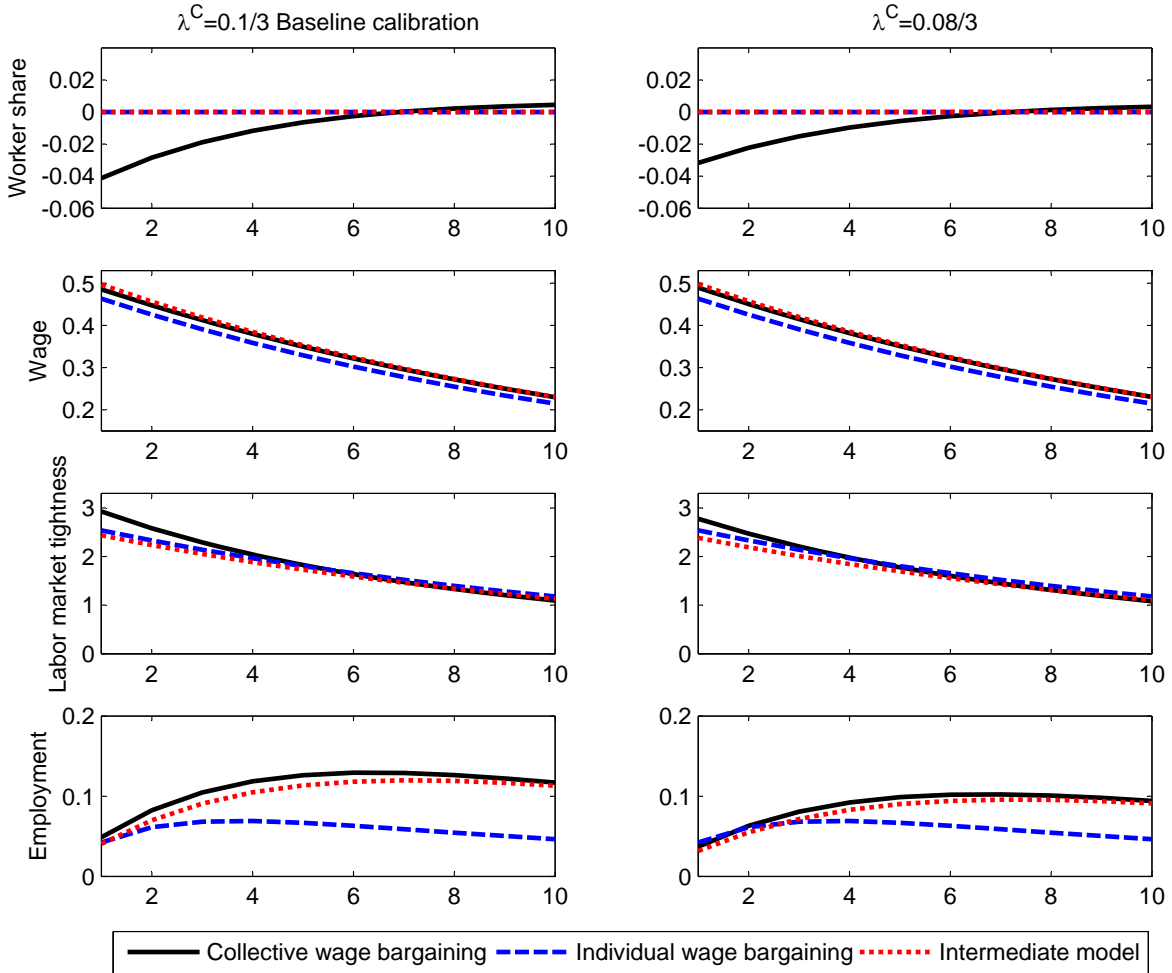 λ^C=0.1/3 Baseline calibration
λ^C=0.08/3
Worker share
0.02
0
-0.02
-0.04
-0.06
2 4 6 8 10
0.02
0
-0.02
-0.04
-0.06
2 4 6 8 10
Wage
0.5
0.4
0.3
0.2
2 4 6 8 10
0.5
0.4
0.3
0.2
2 4 6 8 10
Labor market tightness
3
2
1
0
2 4 6 8 10
3
2
1
0
2 4 6 8 10
Employment
0.2
0.1
0
2 4 6 8 10
0.2
0.1
0
2 4 6 8 10
Collective wage bargaining Individual wage bargaining Intermediate model